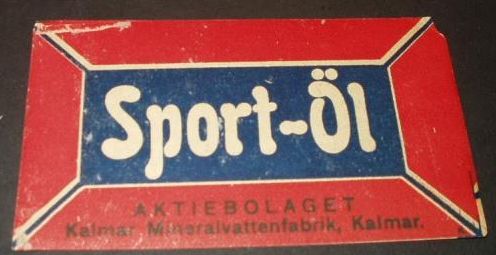 Sport-Öl
AKTIEBOLAGET
Kalmar Mineralvattenfabrik, Kalmar.